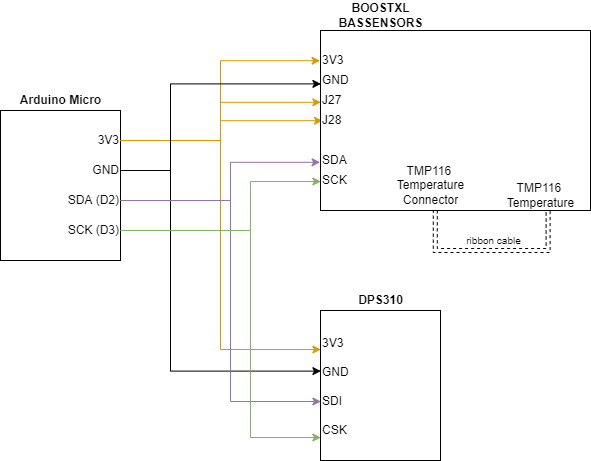 BOOSTXL
BASSENSORS
3V3
GND
J27
J28
SDA
SCK
TMP116
Temperature
Connector
TMP116
Temperature
ribbon cable
Arduino Micro
3V3
GND
SDA (D2)
SCK (D3)
DPS310
3V3
GND
SDI
CSK